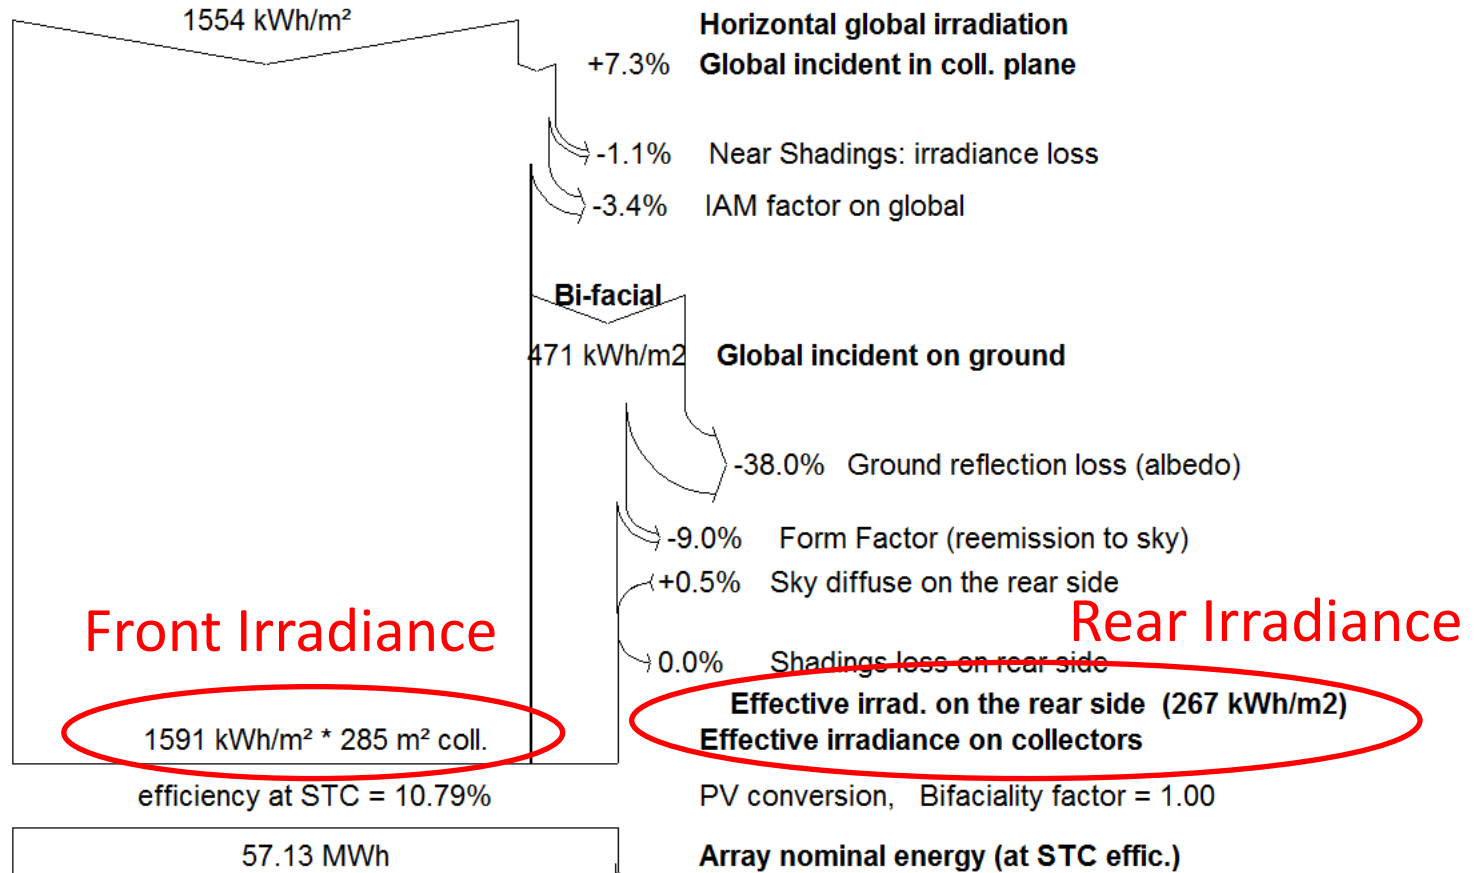 1554 kWh/m² Horizontal global irradiation
+7.3% Global incident in coll. plane
-1.1% Near Shadings: irradiance loss
-3.4% IAM factor on global
Bi-facial
471 kWh/m2 Global incident on ground
-38.0% Ground reflection loss (albedo)
-9.0% Form Factor (reemission to sky)
+0.5% Sky diffuse on the rear side
Front Irradiance Rear Irradiance
0.0% Shadings loss on rear side
Effective irrad. on the rear side (267 kWh/m2)
1591 kWh/m² * 285 m² coll. Effective irradiance on collectors
efficiency at STC = 10.79% PV conversion, Bifaciality factor = 1.00
57.13 MWh Array nominal energy (at STC effic.)